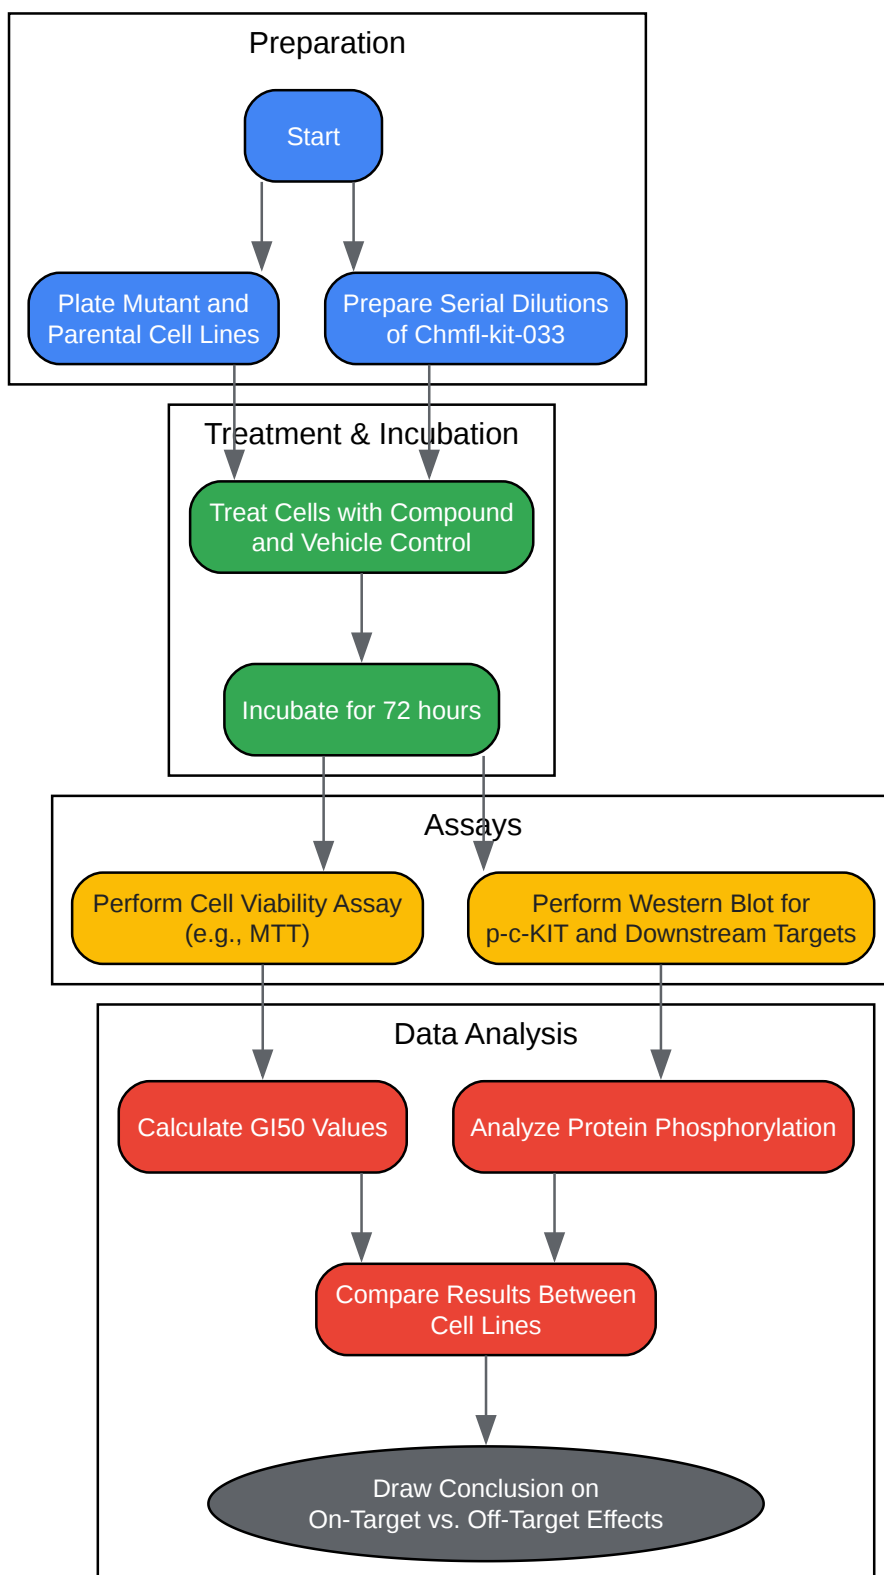 Preparation
Start
Plate Mutant and
Parental Cell Lines
Prepare Serial Dilutions
of Chmfl-kit-033
Treatment & Incubation
Treat Cells with Compound
and Vehicle Control
Incubate for 72 hours
Assays
Perform Cell Viability Assay
(e.g., MTT)
Perform Western Blot for
p-c-KIT and Downstream Targets
Data Analysis
Calculate GI50 Values
Analyze Protein Phosphorylation
Compare Results Between
Cell Lines
Draw Conclusion on
On-Target vs. Off-Target Effects